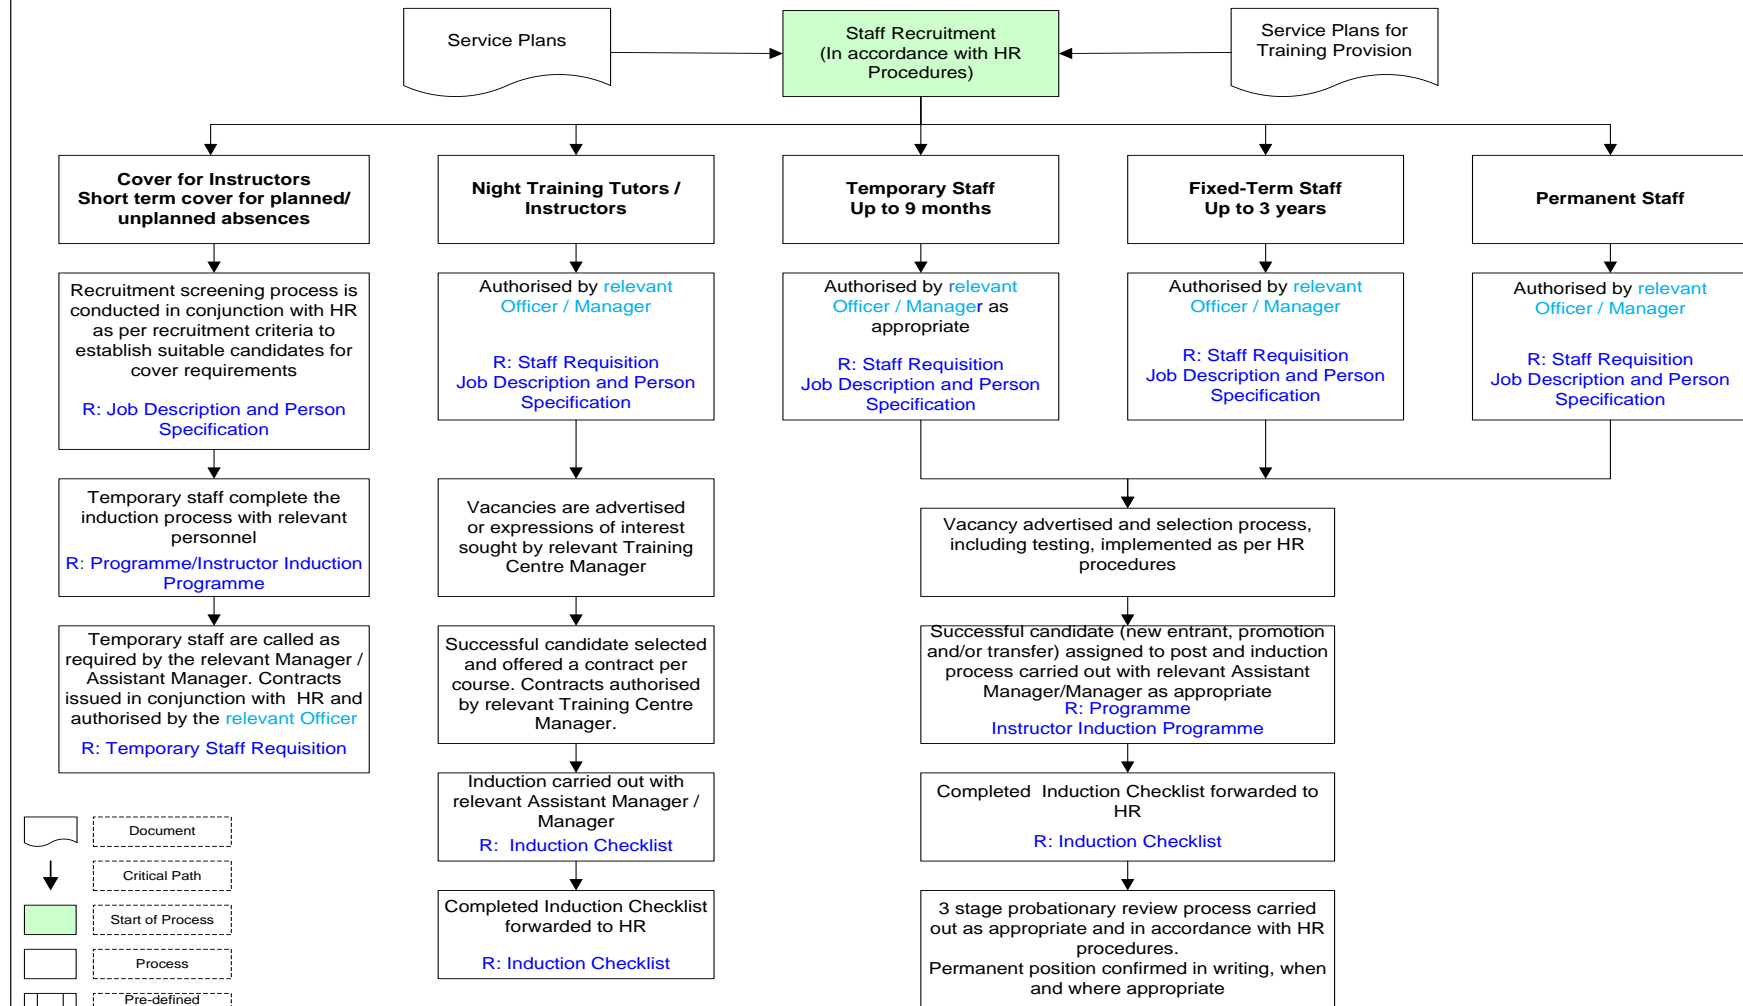 Service Plans
Staff Recruitment
(In accordance with HR
Procedures)
Service Plans for
Training Provision
Cover for Instructors
Short term cover for planned/
unplanned absences
Night Training Tutors /
Instructors
Temporary Staff
Up to 9 months
Fixed-Term Staff
Up to 3 years
Permanent Staff
Recruitment screening process is
conducted in conjunction with HR
as per recruitment criteria to
establish suitable candidates for
cover requirements
R: Job Description and Person
Specification
Authorised by relevant
Officer / Manager
R: Staff Requisition
Job Description and Person
Specification
Authorised by relevant
Officer / Manager as
appropriate
R: Staff Requisition
Job Description and Person
Specification
Authorised by relevant
Officer / Manager
R: Staff Requisition
Job Description and Person
Specification
Authorised by relevant
Officer / Manager
R: Staff Requisition
Job Description and Person
Specification
Temporary staff complete the
induction process with relevant
personnel
R: Programme/Instructor Induction
Programme
Vacancies are advertised
or expressions of interest
sought by relevant Training
Centre Manager
Vacancy advertised and selection process,
including testing, implemented as per HR
procedures
Temporary staff are called as
required by the relevant Manager /
Assistant Manager. Contracts
issued in conjunction with  HR and
authorised by the relevant Officer
R: Temporary Staff Requisition
Successful candidate selected
and offered a contract per
course. Contracts authorised
by relevant Training Centre
Manager.
Successful candidate (new entrant, promotion
and/or transfer) assigned to post and induction
process carried out with relevant Assistant
Manager/Manager as appropriate
R: Programme
Instructor Induction Programme
Induction carried out with
relevant Assistant Manager /
Manager
R:  Induction Checklist
Completed  Induction Checklist forwarded to
HR
R: Induction Checklist
Completed Induction Checklist
forwarded to HR
R: Induction Checklist
3 stage probationary review process carried
out as appropriate and in accordance with HR
procedures.
Permanent position confirmed in writing, when
and where appropriate
Document
Critical Path
Start of Process
Process
Pre-defined